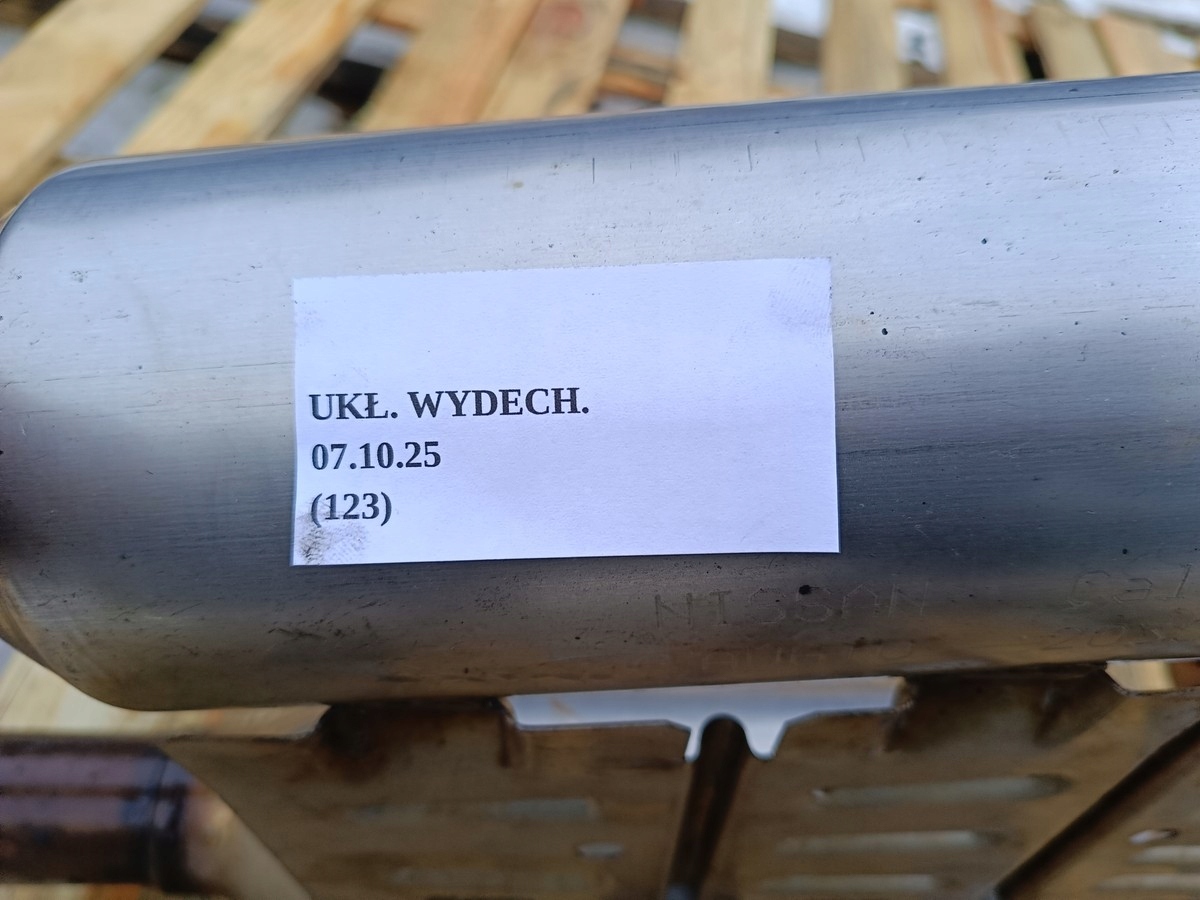 UKŁ. WYDECH.
07.10.25
(123)